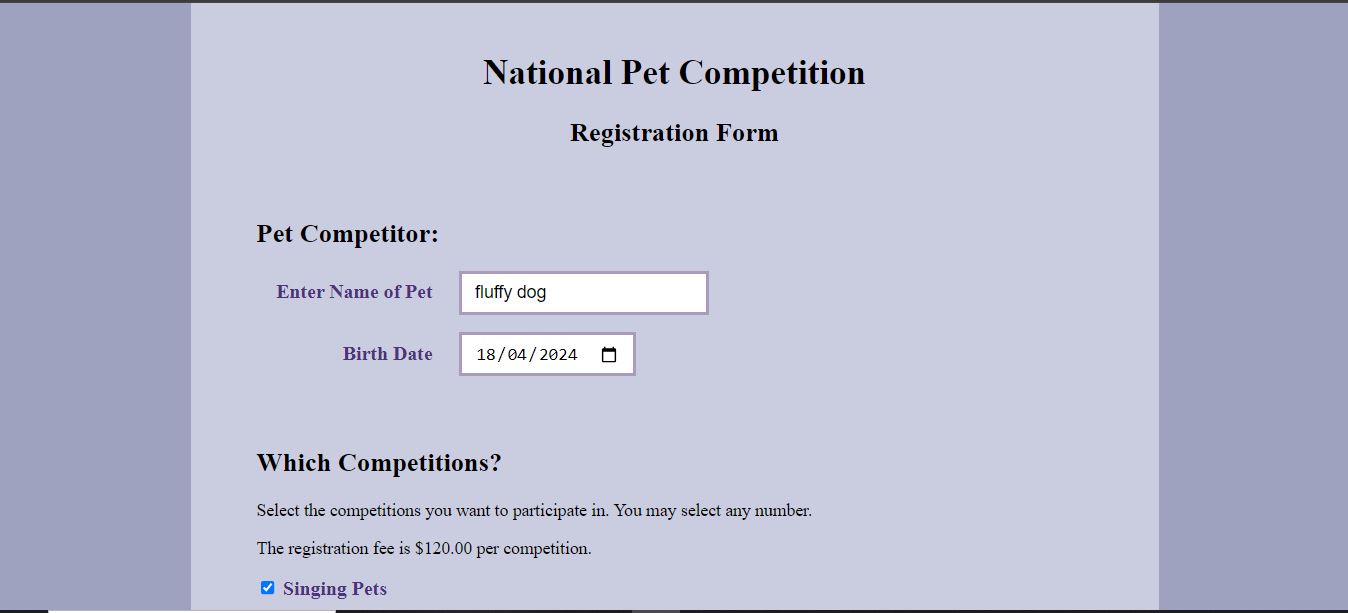 National Pet Competition
Registration Form
Pet Competitor:
Enter Name of Pet fluffy dog
Birth Date 18/04/2024
Which Competitions?
Select the competitions you want to participate in. You may select any number.
The registration fee is $120.00 per competition.
Singing Pets